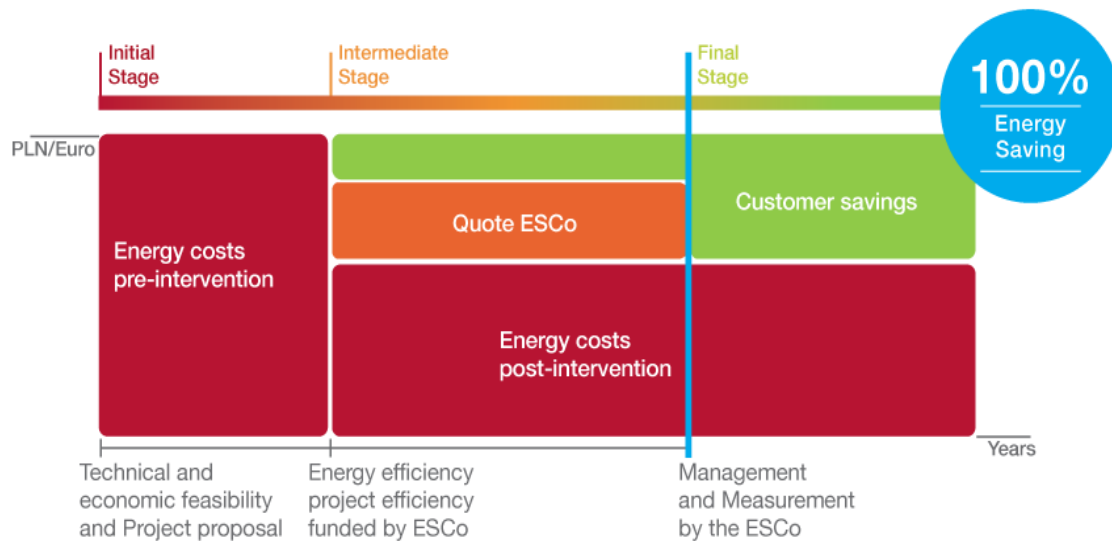 Initial
Stage
Intermediate
Stage
Final
Stage
100%
Energy
Saving
PLN/Euro
Energy costs
pre-intervention
Quote ESCo
Customer savings
Energy costs
post-intervention
Years
Technical and
economic feasibility
and Project proposal
Energy efficiency
project efficiency
funded by ESCo
Management
and Measurement
by the ESCo